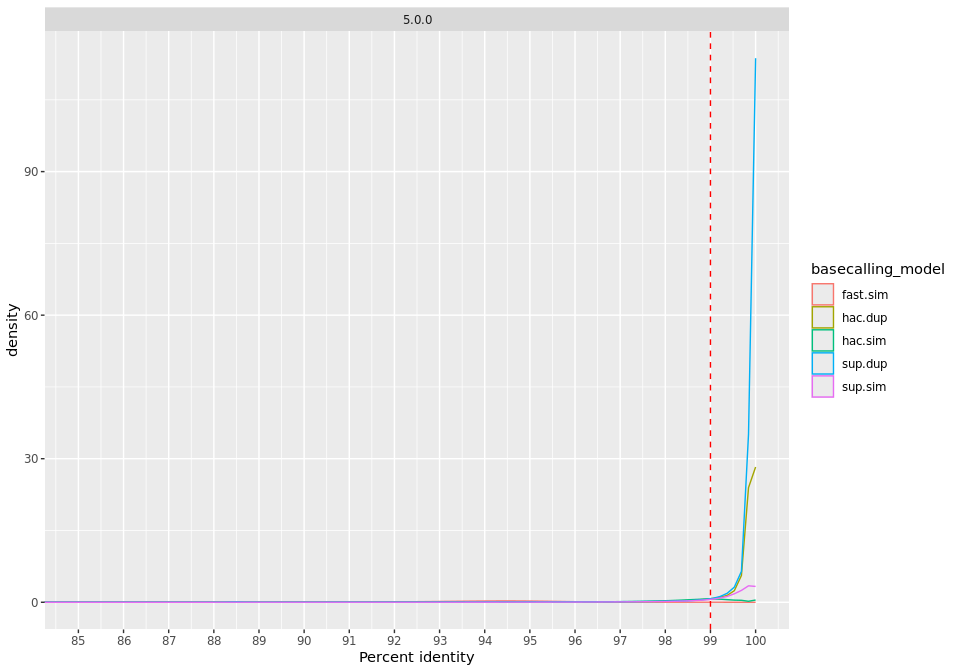 5.0.0
density
90
60
30
0
85 86 87 88 89 90 91 92 93 94 95 96 97 98 99 100
Percent identity
basecalling_model
fast.sim
hac.dup
hac.sim
sup.dup
sup.sim